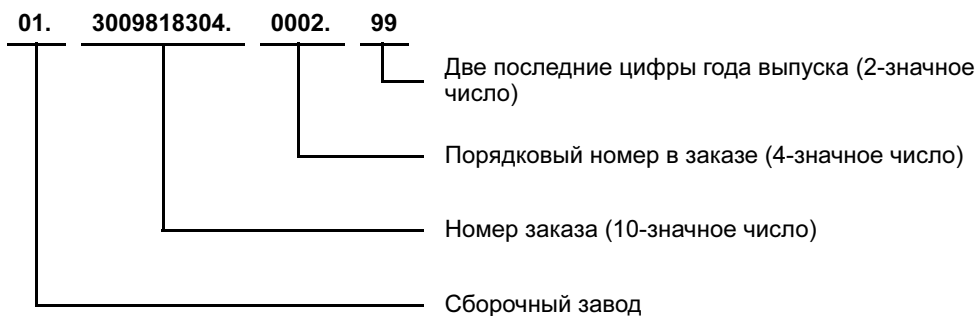 01. 3009818304. 0002. 99
Две последние цифры года выпуска (2-значное
число)
Порядковый номер в заказе (4-значное число)
Номер заказа (10-значное число)
Сборочный завод